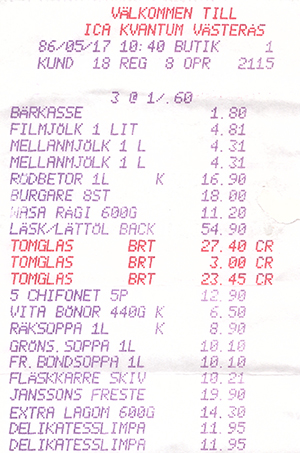 VÄLKOMMEN TILL
ICA KVANTUM VÄSTERÅS
86/05/17 10:40 BUTIK 1
KUND 18 REG 8 OPR 2115
3 @ 1/.60
BÄRKASSE 1.80
FILMJÖLK 1 LIT 4.81
MELLANMJÖLK 1 L 4.31
MELLANMJÖLK 1 L 4.31
RÖDBETOR 1L K 16.90
BURGARE 8ST 18.00
WASA RAGI 600G 11.20
LÄSK/LÄTTÖL BACK 54.90
TOMGLAS BRT 27.40 CR
TOMGLAS BRT 3.00 CR
TOMGLAS BRT 23.45 CR
5 CHIFONET 5P 12.90
VITA BÖNOR 440G K 6.50
RÄKSOPPA 1L K 8.90
GRÖNS.SOPPA 1L 10.10
FR.BONDSOPPA 1L 10.10
FLÄSKKARRE SKIV 18.21
JANSSONS FRESTE 19.90
EXTRA LAGOM 600G 14.30
DELIKATESSLIMPA 11.95
DELIKATESSLIMPA 11.95